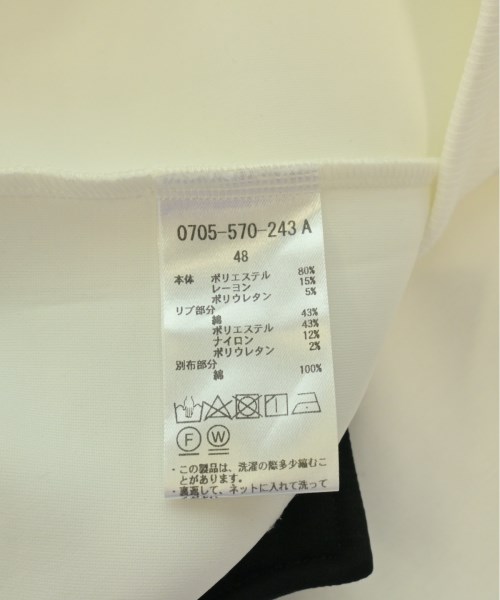 0705-570-243 A
48
本体 ポリエステル 80%
レーヨン 15%
ポリウレタン 5%
リブ部分
綿 43%
ポリエステル 43%
ナイロン 12%
ポリウレタン 2%
別布部分
綿 100%
F W
・この製品は、洗濯の際多少縮むこ
とがあります。
・裏返して、ネットに入れて洗って